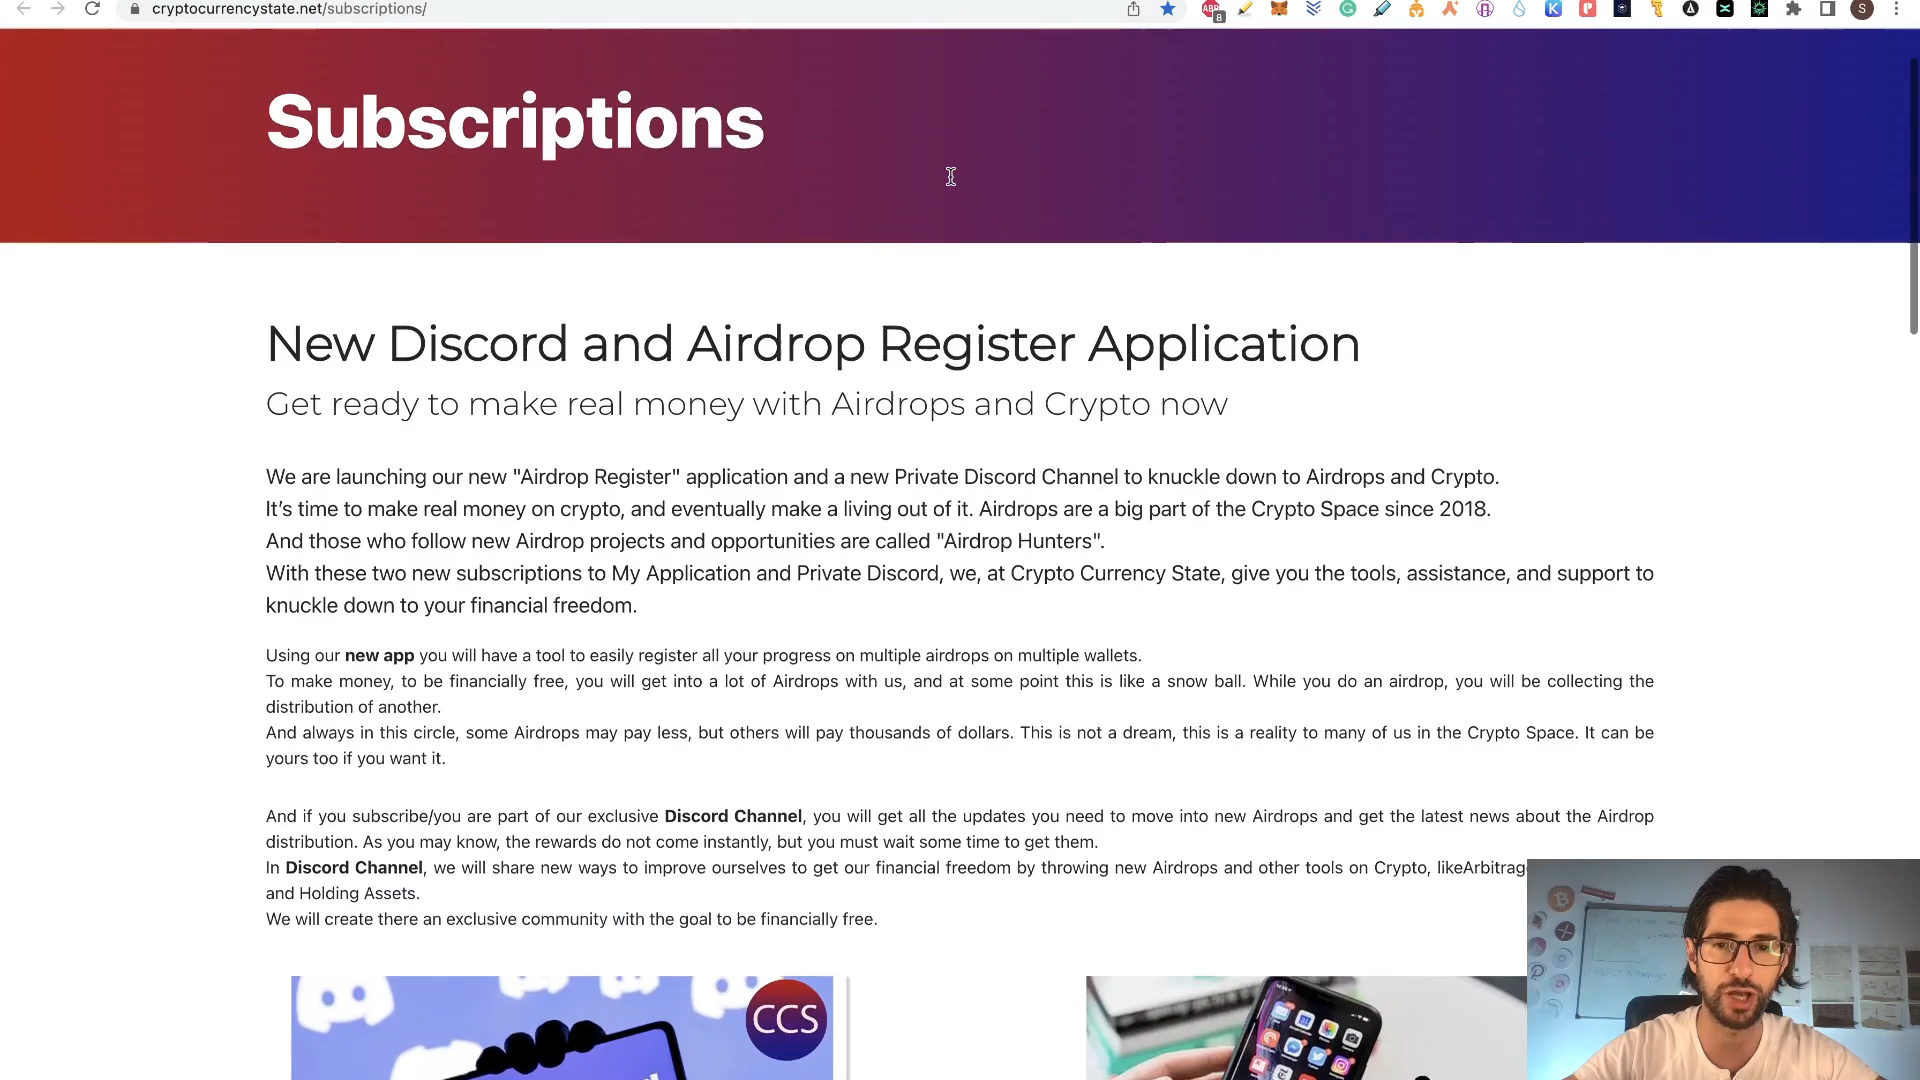 cryptocurrencystate.net/subscriptions/
ABP
8
S
Subscriptions
New Discord and Airdrop Register Application
Get ready to make real money with Airdrops and Crypto now
We are launching our new "Airdrop Register" application and a new Private Discord Channel to knuckle down to Airdrops and Crypto.
It's time to make real money on crypto, and eventually make a living out of it. Airdrops are a big part of the Crypto Space since 2018.
And those who follow new Airdrop projects and opportunities are called "Airdrop Hunters".
With these two new subscriptions to My Application and Private Discord, we, at Crypto Currency State, give you the tools, assistance, and support to
knuckle down to your financial freedom.
Using our new app you will have a tool to easily register all your progress on multiple airdrops on multiple wallets.
To make money, to be financially free, you will get into a lot of Airdrops with us, and at some point this is like a snow ball. While you do an airdrop, you will be collecting the
distribution of another.
And always in this circle, some Airdrops may pay less, but others will pay thousands of dollars. This is not a dream, this is a reality to many of us in the Crypto Space. It can be
yours too if you want it.
And if you subscribe/you are part of our exclusive Discord Channel, you will get all the updates you need to move into new Airdrops and get the latest news about the Airdrop
distribution. As you may know, the rewards do not come instantly, but you must wait some time to get them.
In Discord Channel, we will share new ways to improve ourselves to get our financial freedom by throwing new Airdrops and other tools on Crypto, likeArbitrag
and Holding Assets.
We will create there an exclusive community with the goal to be financially free.
CCS